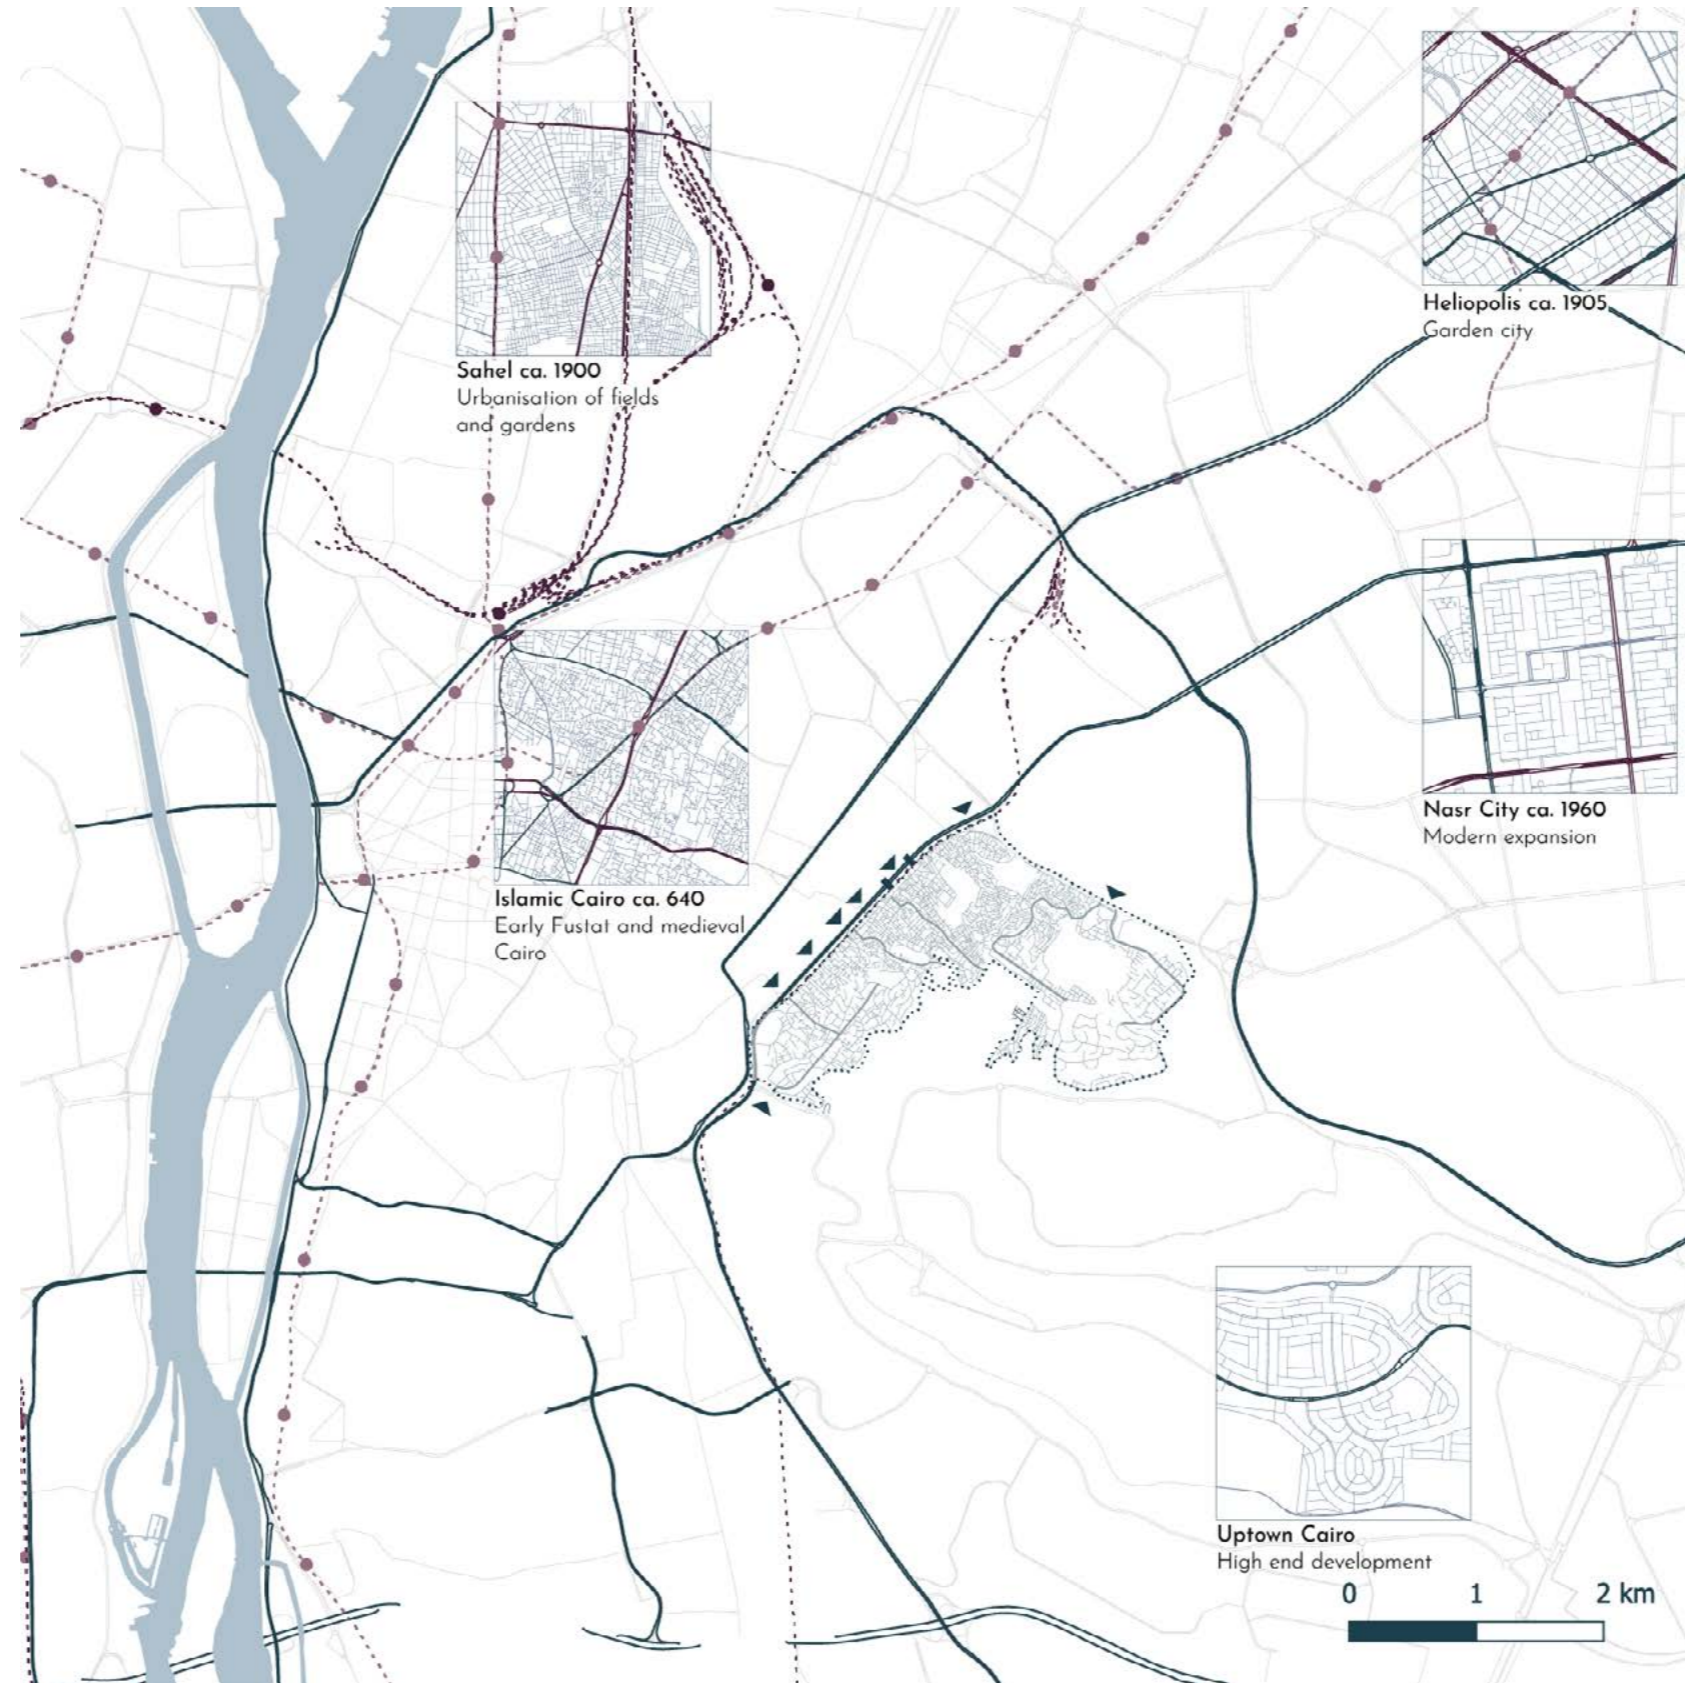 Sahel ca. 1900
Urbanisation of fields
and gardens
Heliopolis ca. 1905
Garden city
Islamic Cairo ca. 640
Early Fustat and medieval
Cairo
Nasr City ca. 1960
Modern expansion
Uptown Cairo
High end development
0 1 2 km